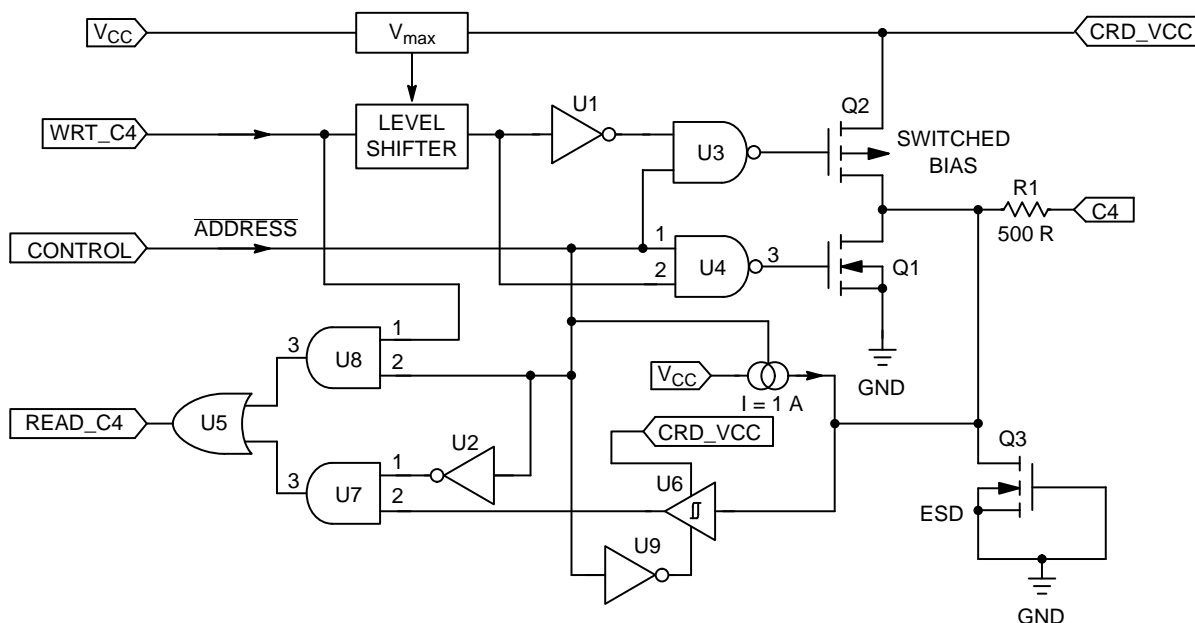 VCC
Vmax
CRD_VCC
U1
Q2
WRT_C4
LEVEL
SHIFTER
U3
SWITCHED
BIAS
R1
C4
500 R
ADDRESS
CONTROL
1
2
U4
3
Q1
3
U8
1
2
VCC
GND
I = 1 A
READ_C4
U5
U2
CRD_VCC
Q3
3
U7
1
2
U6
ESD
U9
GND